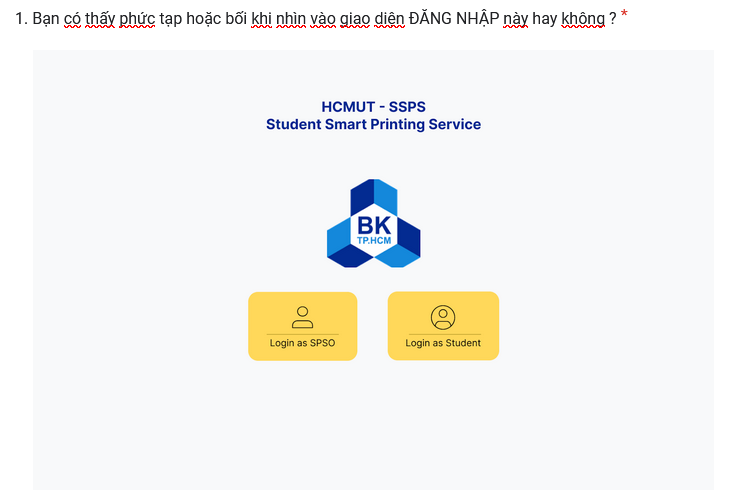 1. Bạn có thấy phức tạp hoặc bối khi nhìn vào giao diện ĐĂNG NHẬP này hay không ? *
HCMUT - SSPS
Student Smart Printing Service
BK
TP.HCM
Login as SPSO
Login as Student